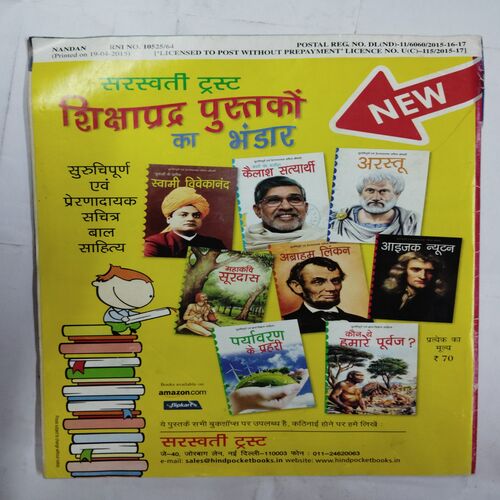 NANDAN RNI NO. 10525/64 POSTAL REG. NO. DL(ND)-11/6060/2015-16-17
(Printed on 19-04-2015) ["LICENSED TO POST WITHOUT PREPAYMENT" LICENCE NO. U(C)-115/2015-17]
सरस्वती ट्रस्ट
शिक्षाप्रद पुस्तकों
का भंडार
NEW
सुरुचिपूर्ण
एवं
प्रेरणादायक
सचित्र
बाल
साहित्य
स्वामी विवेकानंद
कैलाश सत्यार्थी
अरस्तू
महाकवि
सूरदास
अब्राहम लिंकन
आइजक न्यूटन
पर्यावरण
के प्रहरी
कौन थे
हमारे पूर्वज ?
प्रत्येक का
मूल्य
₹ 70
Books available on:
amazon.com
flipkart
ये पुस्तकें सभी बुकशॉप्स पर उपलब्ध है, कठिनाई होने पर हमें लिखें :
सरस्वती ट्रस्ट
जे-40, जोरबाग लेन, नई दिल्ली-110003 फोन : 011-24620063
e-mail: sales@hindpocketbooks.in website: www.hindpocketbooks.in